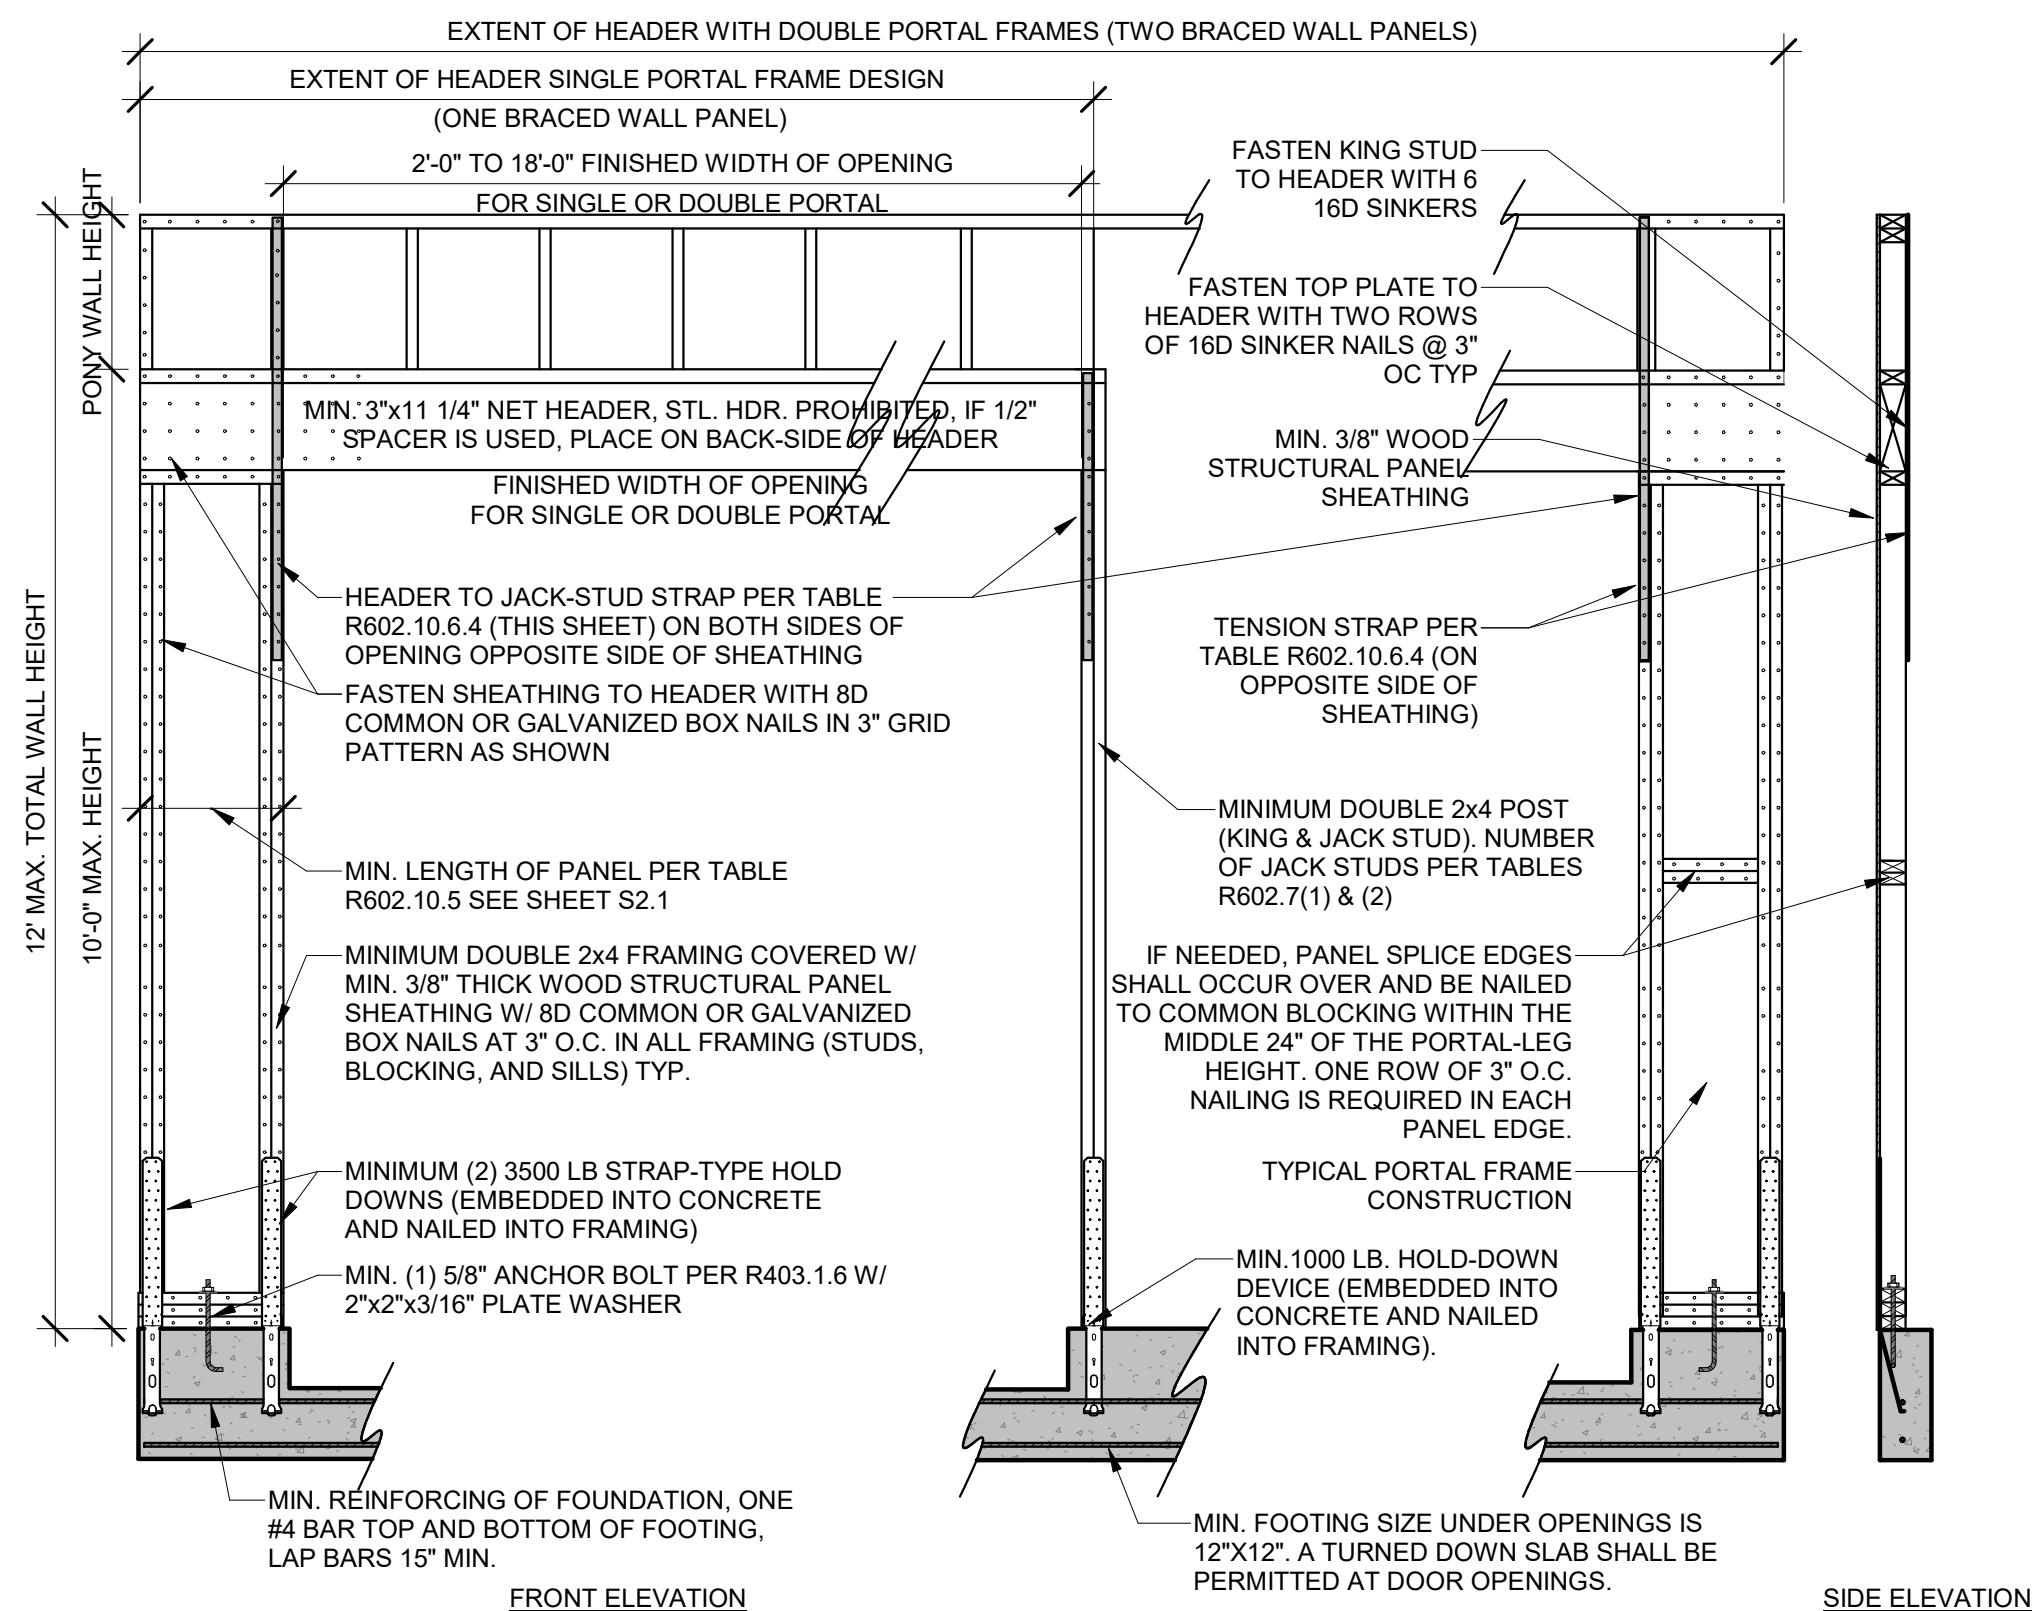 EXTENT OF HEADER WITH DOUBLE PORTAL FRAMES (TWO BRACED WALL PANELS)
EXTENT OF HEADER SINGLE PORTAL FRAME DESIGN
(ONE BRACED WALL PANEL)
2'-0" TO 18'-0" FINISHED WIDTH OF OPENING
FOR SINGLE OR DOUBLE PORTAL
PONY WALL HEIGHT
12' MAX. TOTAL WALL HEIGHT
10'-0" MAX. HEIGHT
MIN. 3"x11 1/4" NET HEADER, STL. HDR. PROHIBITED, IF 1/2"
SPACER IS USED, PLACE ON BACK-SIDE OF HEADER
FINISHED WIDTH OF OPENING
FOR SINGLE OR DOUBLE PORTAL
HEADER TO JACK-STUD STRAP PER TABLE
R602.10.6.4 (THIS SHEET) ON BOTH SIDES OF
OPENING OPPOSITE SIDE OF SHEATHING
FASTEN SHEATHING TO HEADER WITH 8D
COMMON OR GALVANIZED BOX NAILS IN 3" GRID
PATTERN AS SHOWN
MIN. LENGTH OF PANEL PER TABLE
R602.10.5 SEE SHEET S2.1
MINIMUM DOUBLE 2x4 FRAMING COVERED W/
MIN. 3/8" THICK WOOD STRUCTURAL PANEL
SHEATHING W/ 8D COMMON OR GALVANIZED
BOX NAILS AT 3" O.C. IN ALL FRAMING (STUDS,
BLOCKING, AND SILLS) TYP.
MINIMUM (2) 3500 LB STRAP-TYPE HOLD
DOWNS (EMBEDDED INTO CONCRETE
AND NAILED INTO FRAMING)
MIN. (1) 5/8" ANCHOR BOLT PER R403.1.6 W/
2"x2"x3/16" PLATE WASHER
MIN. REINFORCING OF FOUNDATION, ONE
#4 BAR TOP AND BOTTOM OF FOOTING,
LAP BARS 15" MIN.
FRONT ELEVATION
FASTEN KING STUD
TO HEADER WITH 6
16D SINKERS
FASTEN TOP PLATE TO
HEADER WITH TWO ROWS
OF 16D SINKER NAILS @ 3"
OC TYP
MIN. 3/8" WOOD
STRUCTURAL PANEL
SHEATHING
TENSION STRAP PER
TABLE R602.10.6.4 (ON
OPPOSITE SIDE OF
SHEATHING)
MINIMUM DOUBLE 2x4 POST
(KING & JACK STUD). NUMBER
OF JACK STUDS PER TABLES
R602.7(1) & (2)
IF NEEDED, PANEL SPLICE EDGES
SHALL OCCUR OVER AND BE NAILED
TO COMMON BLOCKING WITHIN THE
MIDDLE 24" OF THE PORTAL-LEG
HEIGHT. ONE ROW OF 3" O.C.
NAILING IS REQUIRED IN EACH
PANEL EDGE.
TYPICAL PORTAL FRAME
CONSTRUCTION
MIN.1000 LB. HOLD-DOWN
DEVICE (EMBEDDED INTO
CONCRETE AND NAILED
INTO FRAMING).
MIN. FOOTING SIZE UNDER OPENINGS IS
12"X12". A TURNED DOWN SLAB SHALL BE
PERMITTED AT DOOR OPENINGS.
SIDE ELEVATION